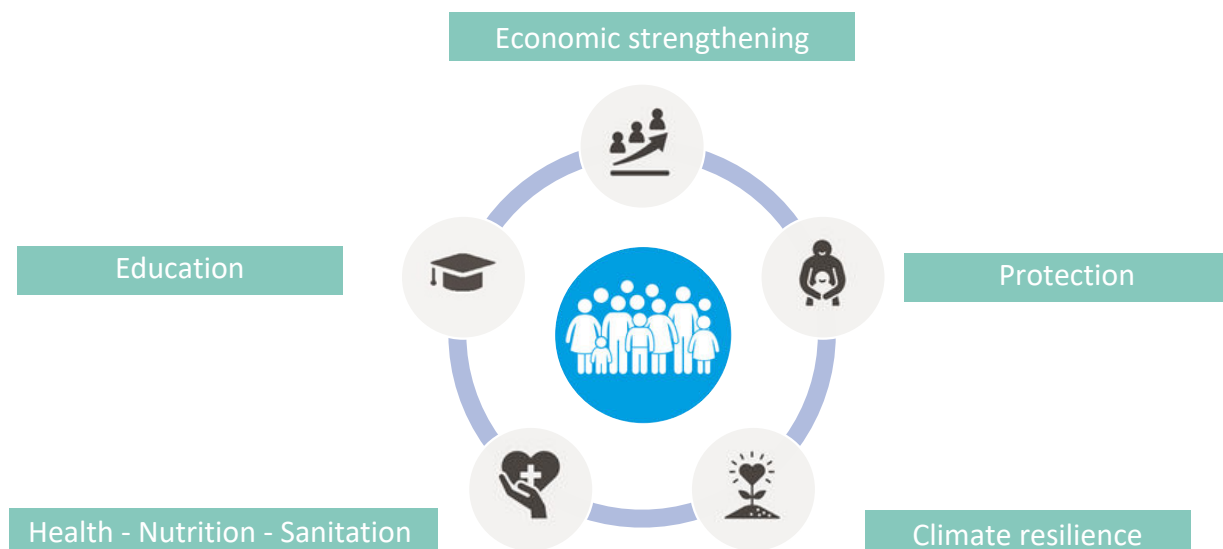 Economic strengthening
Education
Protection
Health - Nutrition - Sanitation
Climate resilience